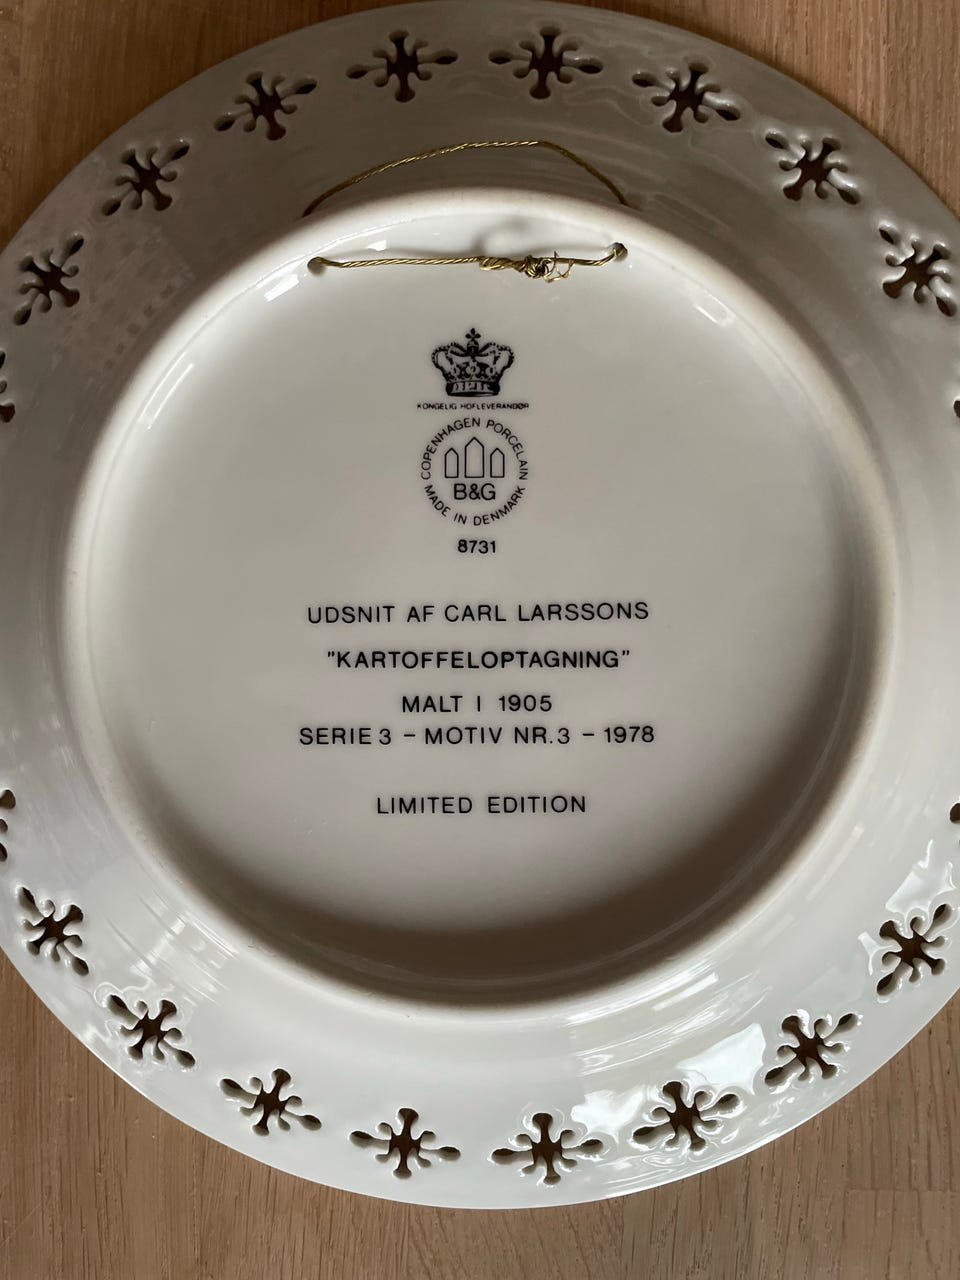 KONGELIG HOFLEVERANDØR
COPENHAGEN PORCELAIN
B&G
MADE IN DENMARK
8731
UDSNIT AF CARL LARSSONS
"KARTOFFELOPTAGNING"
MALT I 1905
SERIE 3 – MOTIV NR. 3 – 1978
LIMITED EDITION